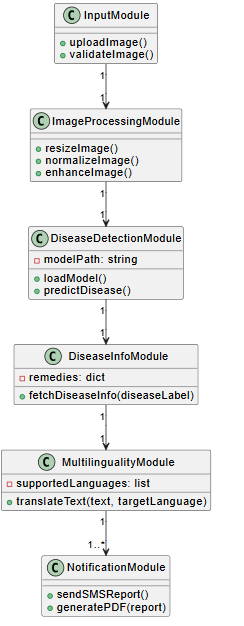 C InputModule
uploadImage()
validateImage()
1
1
C ImageProcessingModule
resizeImage()
normalizeImage()
enhanceImage()
1
1
C DiseaseDetectionModule
modelPath: string
loadModel()
predictDisease()
1
1
C DiseaseInfoModule
remedies: dict
fetchDiseaseInfo(diseaseLabel)
1
1
C MultilingualityModule
supportedLanguages: list
translateText(text, targetLanguage)
1
1..*
C NotificationModule
sendSMSReport()
generatePDF(report)